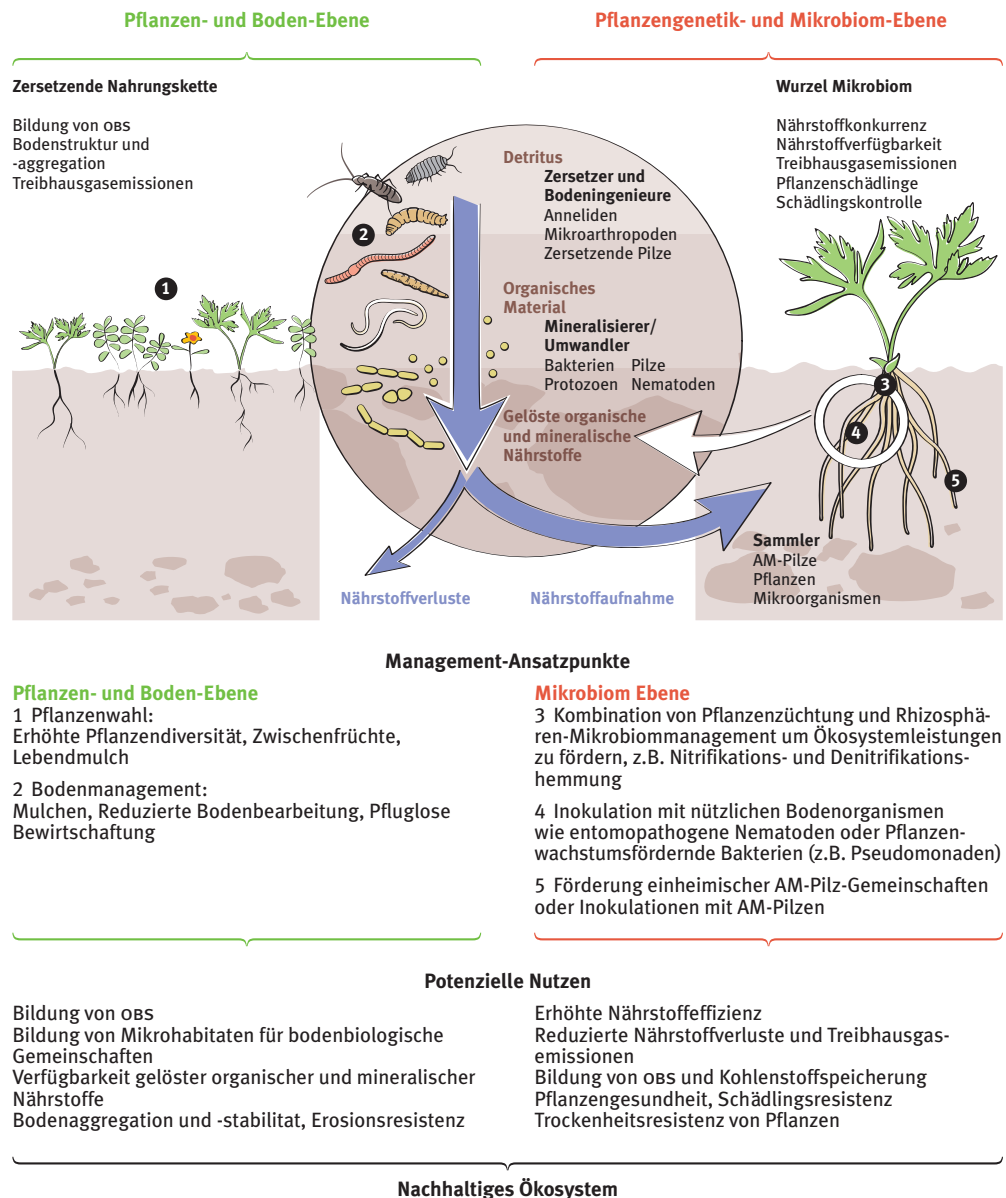 Pflanzen- und Boden-Ebene
Pflanzengenetik- und Mikrobiom-Ebene
Zersetzende Nahrungskette
Bildung von OBS
Bodenstruktur und
-aggregation
Treibhausgasemissionen
Wurzel Mikrobiom
Nährstoffkonkurrenz
Nährstoffverfügbarkeit
Treibhausgasemissionen
Pflanzenschädlinge
Schädlingskontrolle
Detritus
Zersetzer und
Bodeningenieure
Anneliden
Mikroarthropoden
Zersetzende Pilze
Organisches
Material
Mineralisierer/
Umwandler
Bakterien Pilze
Protozoen Nematoden
Gelöste organische
und mineralische
Nährstoffe
1
2
3
4
5
Sammler
AM-Pilze
Pflanzen
Mikroorganismen
Nährstoffverluste
Nährstoffaufnahme
Management-Ansatzpunkte
Pflanzen- und Boden-Ebene
1 Pflanzenwahl:
Erhöhte Pflanzendiversität, Zwischenfrüchte,
Lebendmulch
2 Bodenmanagement:
Mulchen, Reduzierte Bodenbearbeitung, Pfluglose
Bewirtschaftung
Mikrobiom Ebene
3 Kombination von Pflanzenzüchtung und Rhizosphä-
ren-Mikrobiommanagement um Ökosystemleistungen
zu fördern, z.B. Nitrifikations- und Denitrifikations-
hemmung
4 Inokulation mit nützlichen Bodenorganismen
wie entomopathogene Nematoden oder Pflanzen-
wachstumsfördernde Bakterien (z.B. Pseudomonaden)
5 Förderung einheimischer AM-Pilz-Gemeinschaften
oder Inokulationen mit AM-Pilzen
Potenzielle Nutzen
Bildung von OBS
Bildung von Mikrohabitaten für bodenbiologische
Gemeinschaften
Verfügbarkeit gelöster organischer und mineralischer
Nährstoffe
Bodenaggregation und -stabilitat, Erosionsresistenz
Erhöhte Nährstoffeffizienz
Reduzierte Nährstoffverluste und Treibhausgas-
emissionen
Bildung von OBS und Kohlenstoffspeicherung
Pflanzengesundheit, Schädlingsresistenz
Trockenheitsresistenz von Pflanzen
Nachhaltiges Ökosystem